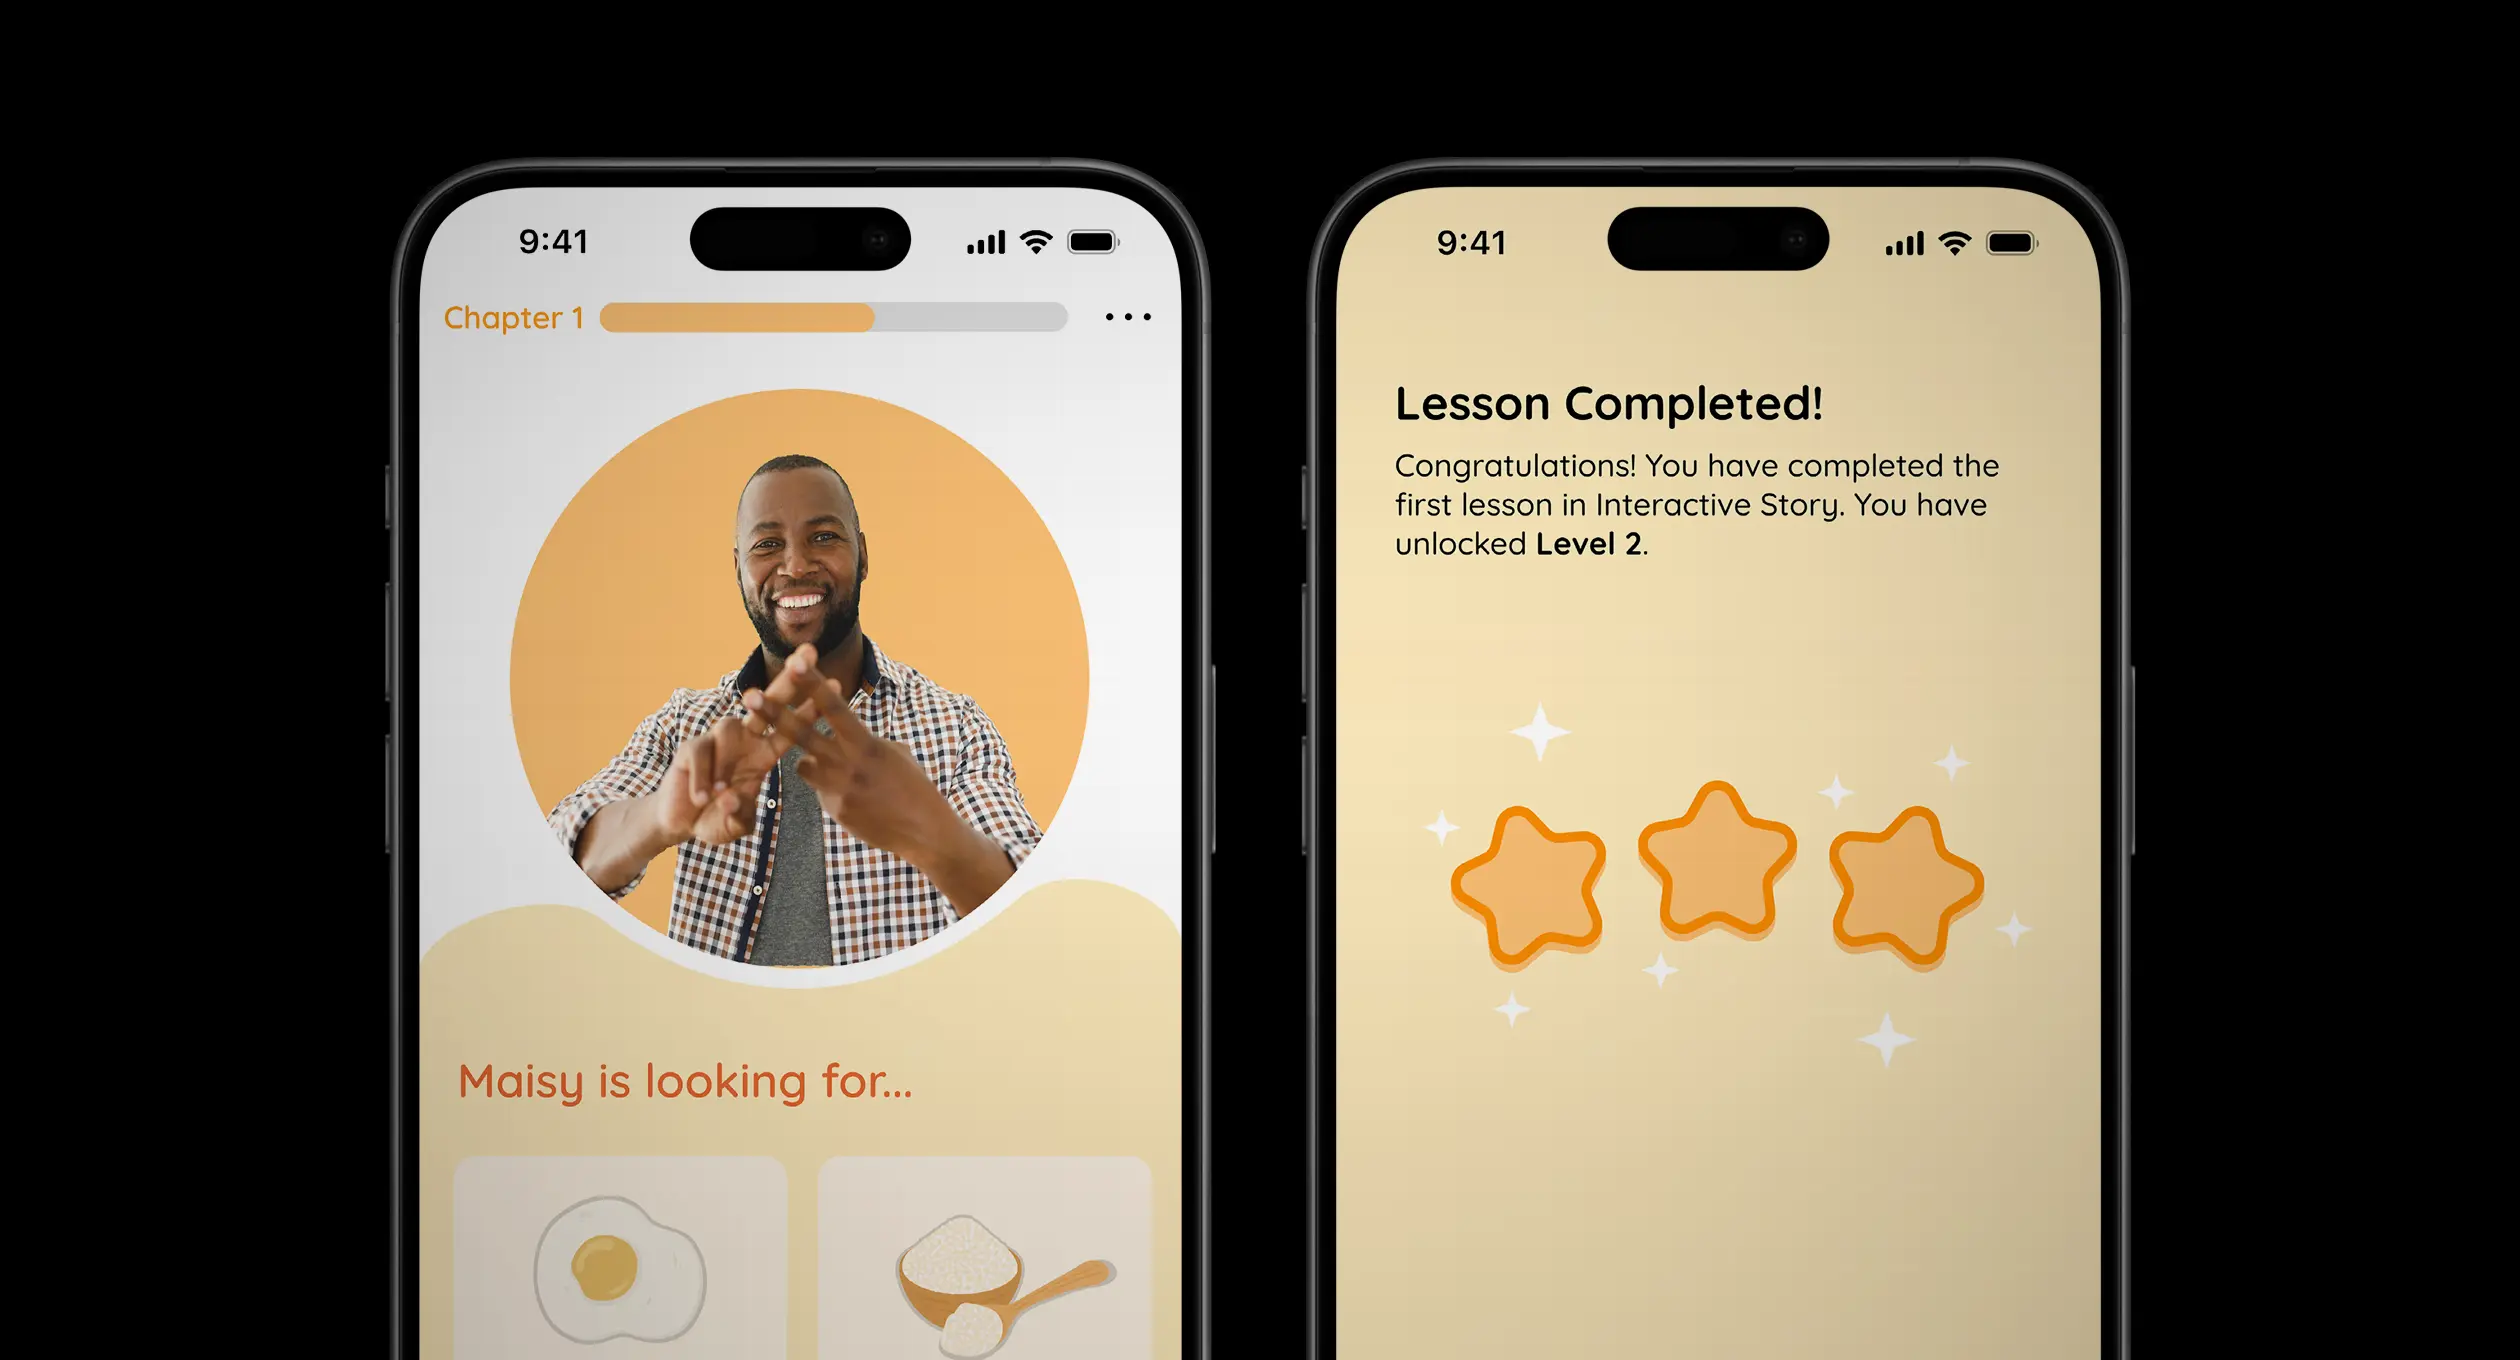 9:41
Chapter 1
Maisy is looking for...
9:41
Lesson Completed!
Congratulations! You have completed the
first lesson in Interactive Story. You have
unlocked Level 2.